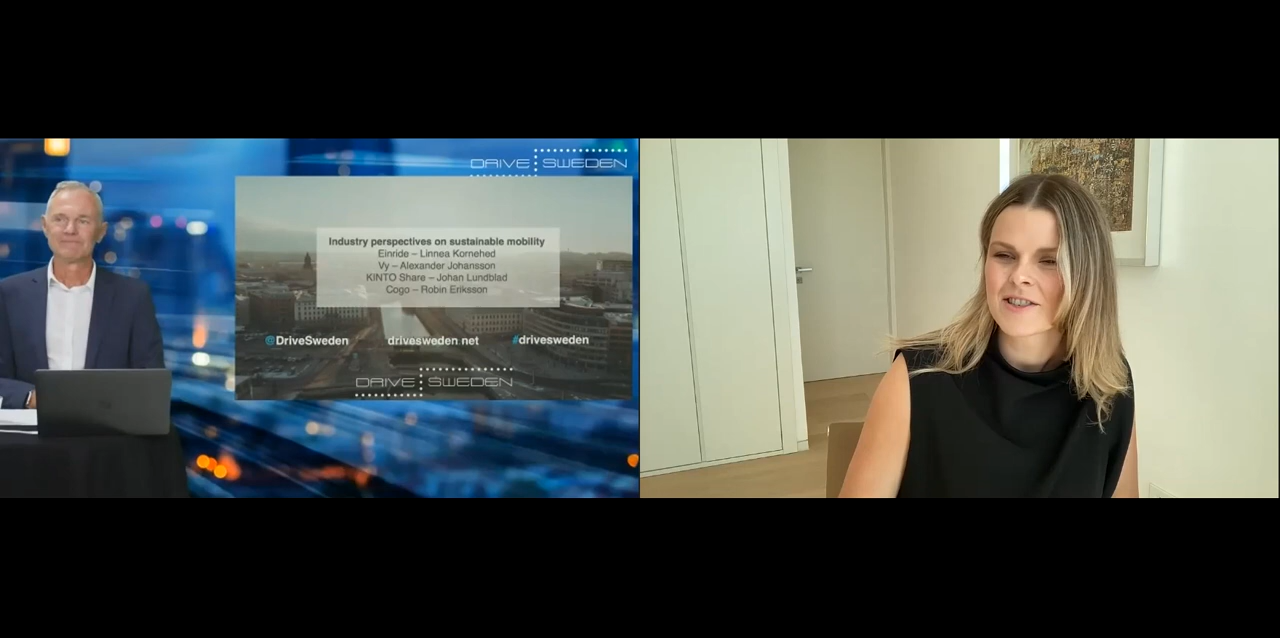 DRIVE SWEDEN
Industry perspectives on sustainable mobility
Einride – Linnea Kornehed
Vy – Alexander Johansson
KINTO Share – Johan Lundblad
Cogo – Robin Eriksson
@DriveSweden drivesweden.net #drivesweden
DRIVE SWEDEN